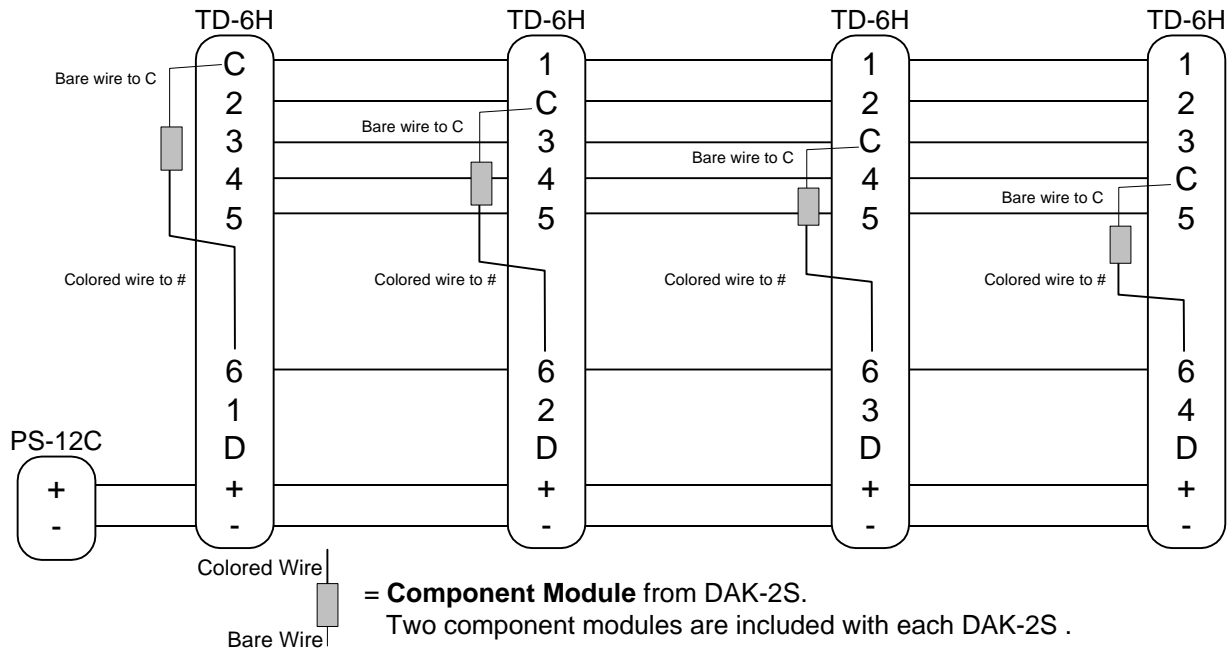 TD-6H TD-6H TD-6H TD-6H
C 1 1 1
Bare wire to C
2 C 2 2
Bare wire to C
3 3 C 3
Bare wire to C
4 4 4 C
Bare wire to C
5 5 5 5
Colored wire to # Colored wire to # Colored wire to # Colored wire to #
6 6 6 6
1 2 3 4
PS-12C
D D D D
+ + + + +
- - - - -
Colored Wire
= Component Module from DAK-2S.
Two component modules are included with each DAK-2S .
Bare Wire